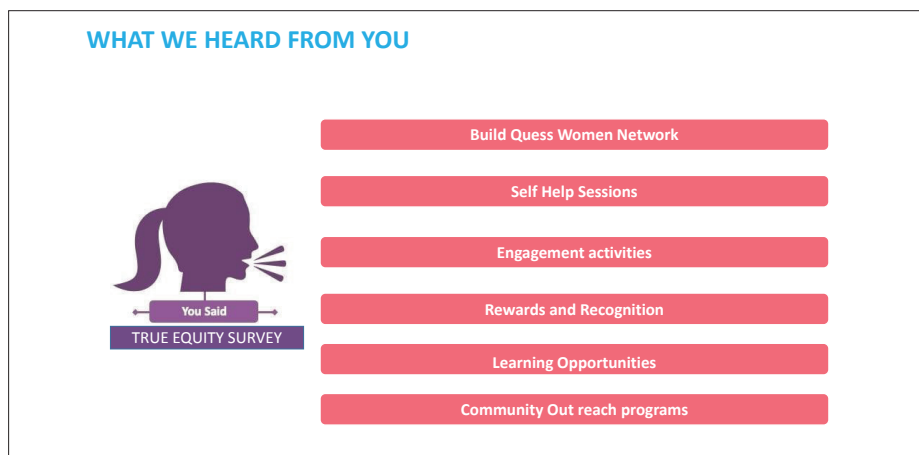 WHAT WE HEARD FROM YOU
Build Quess Women Network
Self Help Sessions
Engagement activities
Rewards and Recognition
Learning Opportunities
Community Out reach programs
You Said
TRUE EQUITY SURVEY